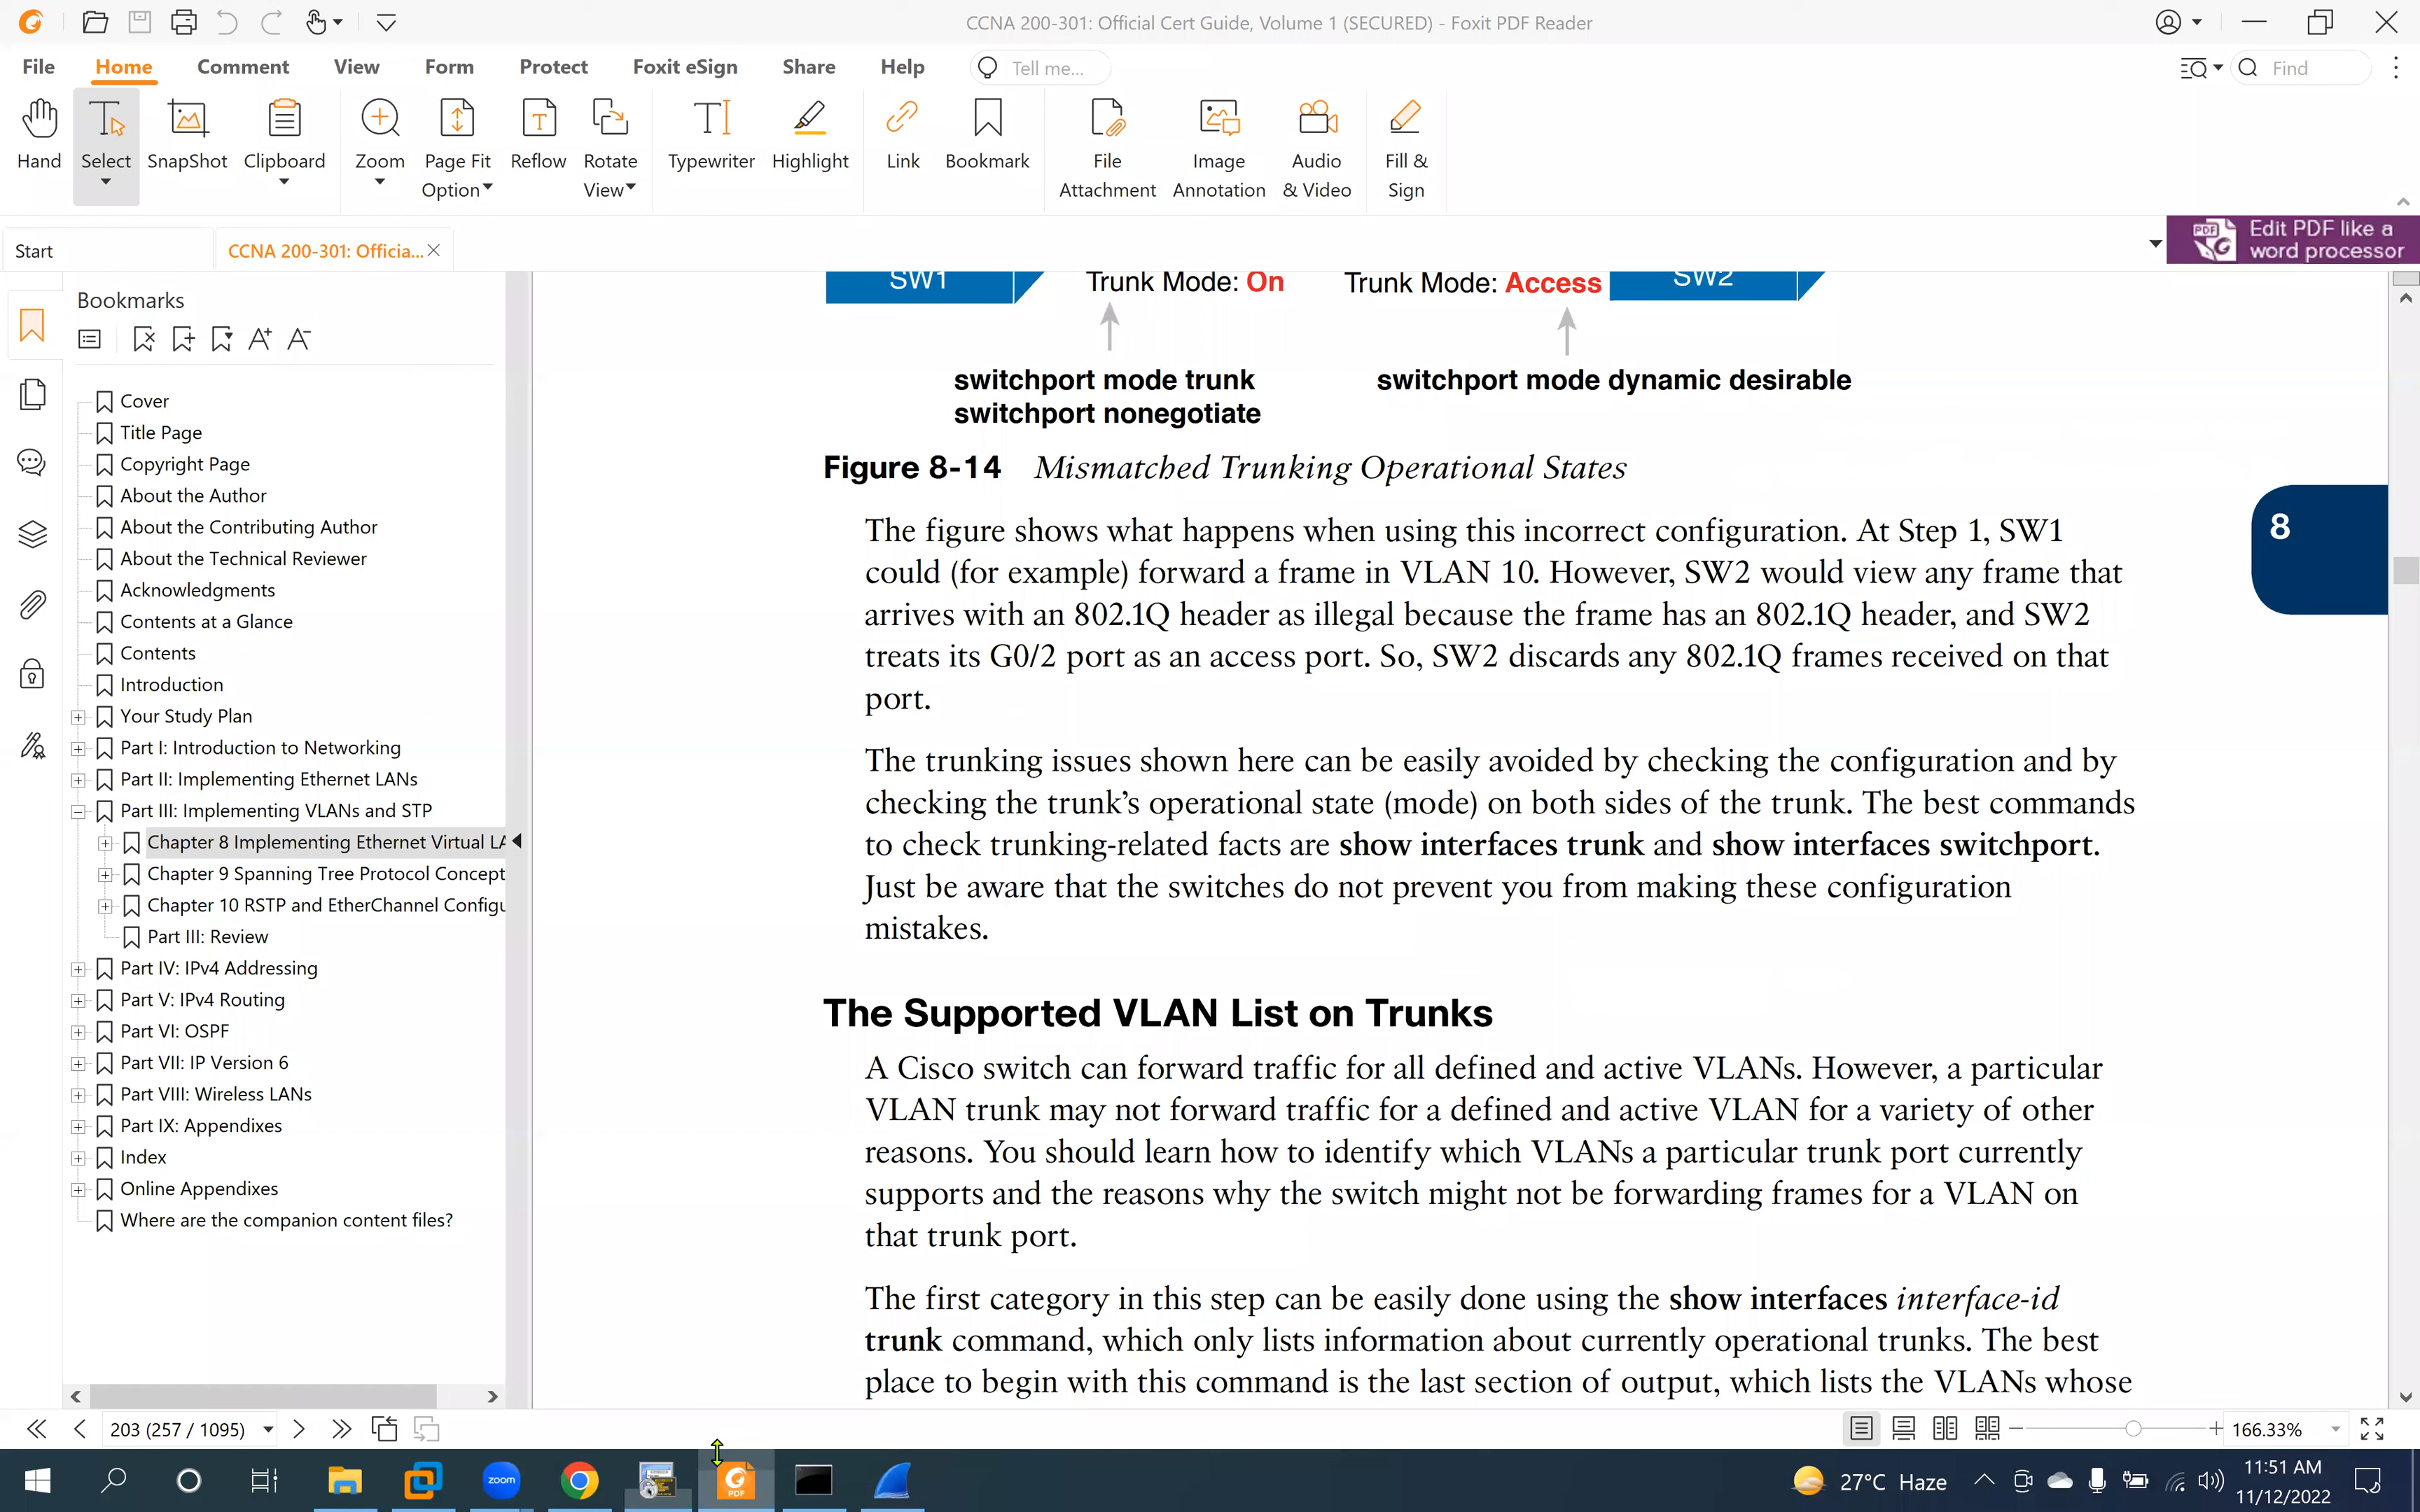 CCNA 200-301: Official Cert Guide, Volume 1 (SECURED) - Foxit PDF Reader
File Home Comment View Form Protect Foxit eSign Share Help Tell me... Find
Hand Select SnapShot Clipboard Zoom Page Fit Option Reflow Rotate View Typewriter Highlight Link Bookmark File Attachment Image Annotation Audio & Video Fill & Sign
Start CCNA 200-301: Officia...
Edit PDF like a
word processor
Bookmarks
Cover
Title Page
Copyright Page
About the Author
About the Contributing Author
About the Technical Reviewer
Acknowledgments
Contents at a Glance
Contents
Introduction
Your Study Plan
Part I: Introduction to Networking
Part II: Implementing Ethernet LANs
Part III: Implementing VLANs and STP
Chapter 8 Implementing Ethernet Virtual LA
Chapter 9 Spanning Tree Protocol Concept
Chapter 10 RSTP and EtherChannel Configu
Part III: Review
Part IV: IPv4 Addressing
Part V: IPv4 Routing
Part VI: OSPF
Part VII: IP Version 6
Part VIII: Wireless LANs
Part IX: Appendixes
Index
Online Appendixes
Where are the companion content files?
SW1 Trunk Mode: On Trunk Mode: Access SW2
switchport mode trunk switchport mode dynamic desirable
switchport nonegotiate
Figure 8-14 Mismatched Trunking Operational States
The figure shows what happens when using this incorrect configuration. At Step 1, SW1
could (for example) forward a frame in VLAN 10. However, SW2 would view any frame that
arrives with an 802.1Q header as illegal because the frame has an 802.1Q header, and SW2
treats its G0/2 port as an access port. So, SW2 discards any 802.1Q frames received on that
port.
8
The trunking issues shown here can be easily avoided by checking the configuration and by
checking the trunk's operational state (mode) on both sides of the trunk. The best commands
to check trunking-related facts are show interfaces trunk and show interfaces switchport.
Just be aware that the switches do not prevent you from making these configuration
mistakes.
The Supported VLAN List on Trunks
A Cisco switch can forward traffic for all defined and active VLANs. However, a particular
VLAN trunk may not forward traffic for a defined and active VLAN for a variety of other
reasons. You should learn how to identify which VLANs a particular trunk port currently
supports and the reasons why the switch might not be forwarding frames for a VLAN on
that trunk port.
The first category in this step can be easily done using the show interfaces interface-id
trunk command, which only lists information about currently operational trunks. The best
place to begin with this command is the last section of output, which lists the VLANs whose
203 (257 / 1095) 166.33%
zoom PDF 27°C Haze 11:51 AM
11/12/2022